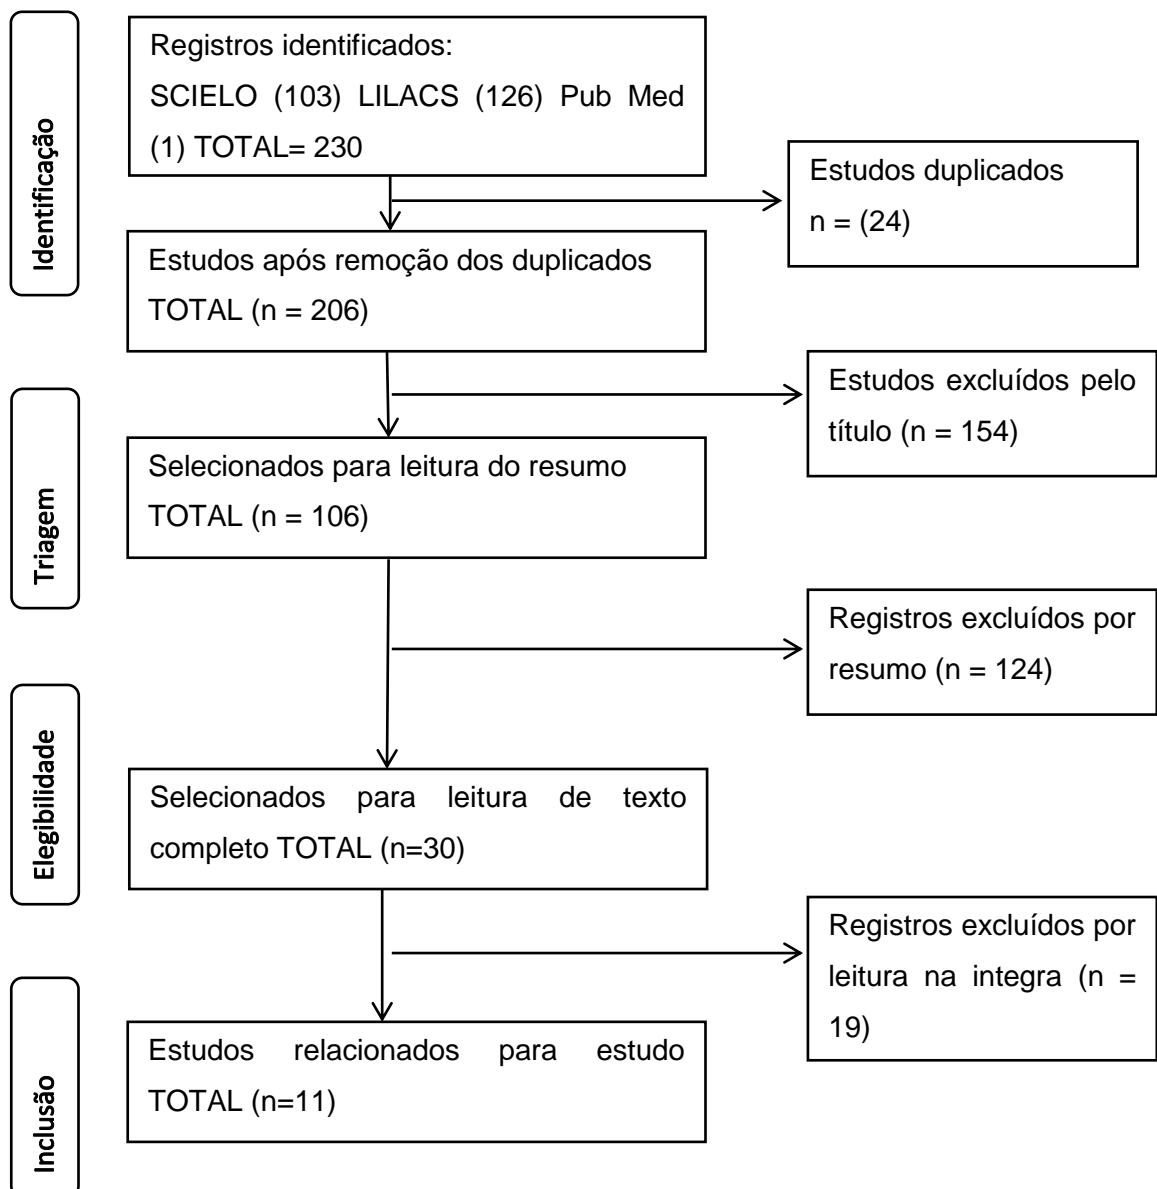 Identificação
Registros identificados:
SCIELO (103) LILACS (126) Pub Med
(1) TOTAL= 230
Estudos duplicados
n = (24)
Estudos após remoção dos duplicados
TOTAL (n = 206)
Triagem
Estudos excluídos pelo
título (n = 154)
Selecionados para leitura do resumo
TOTAL (n = 106)
Registros excluídos por
resumo (n = 124)
Elegibilidade
Selecionados para leitura de texto
completo TOTAL (n=30)
Registros excluídos por
leitura na integra (n =
19)
Inclusão
Estudos relacionados para estudo
TOTAL (n=11)